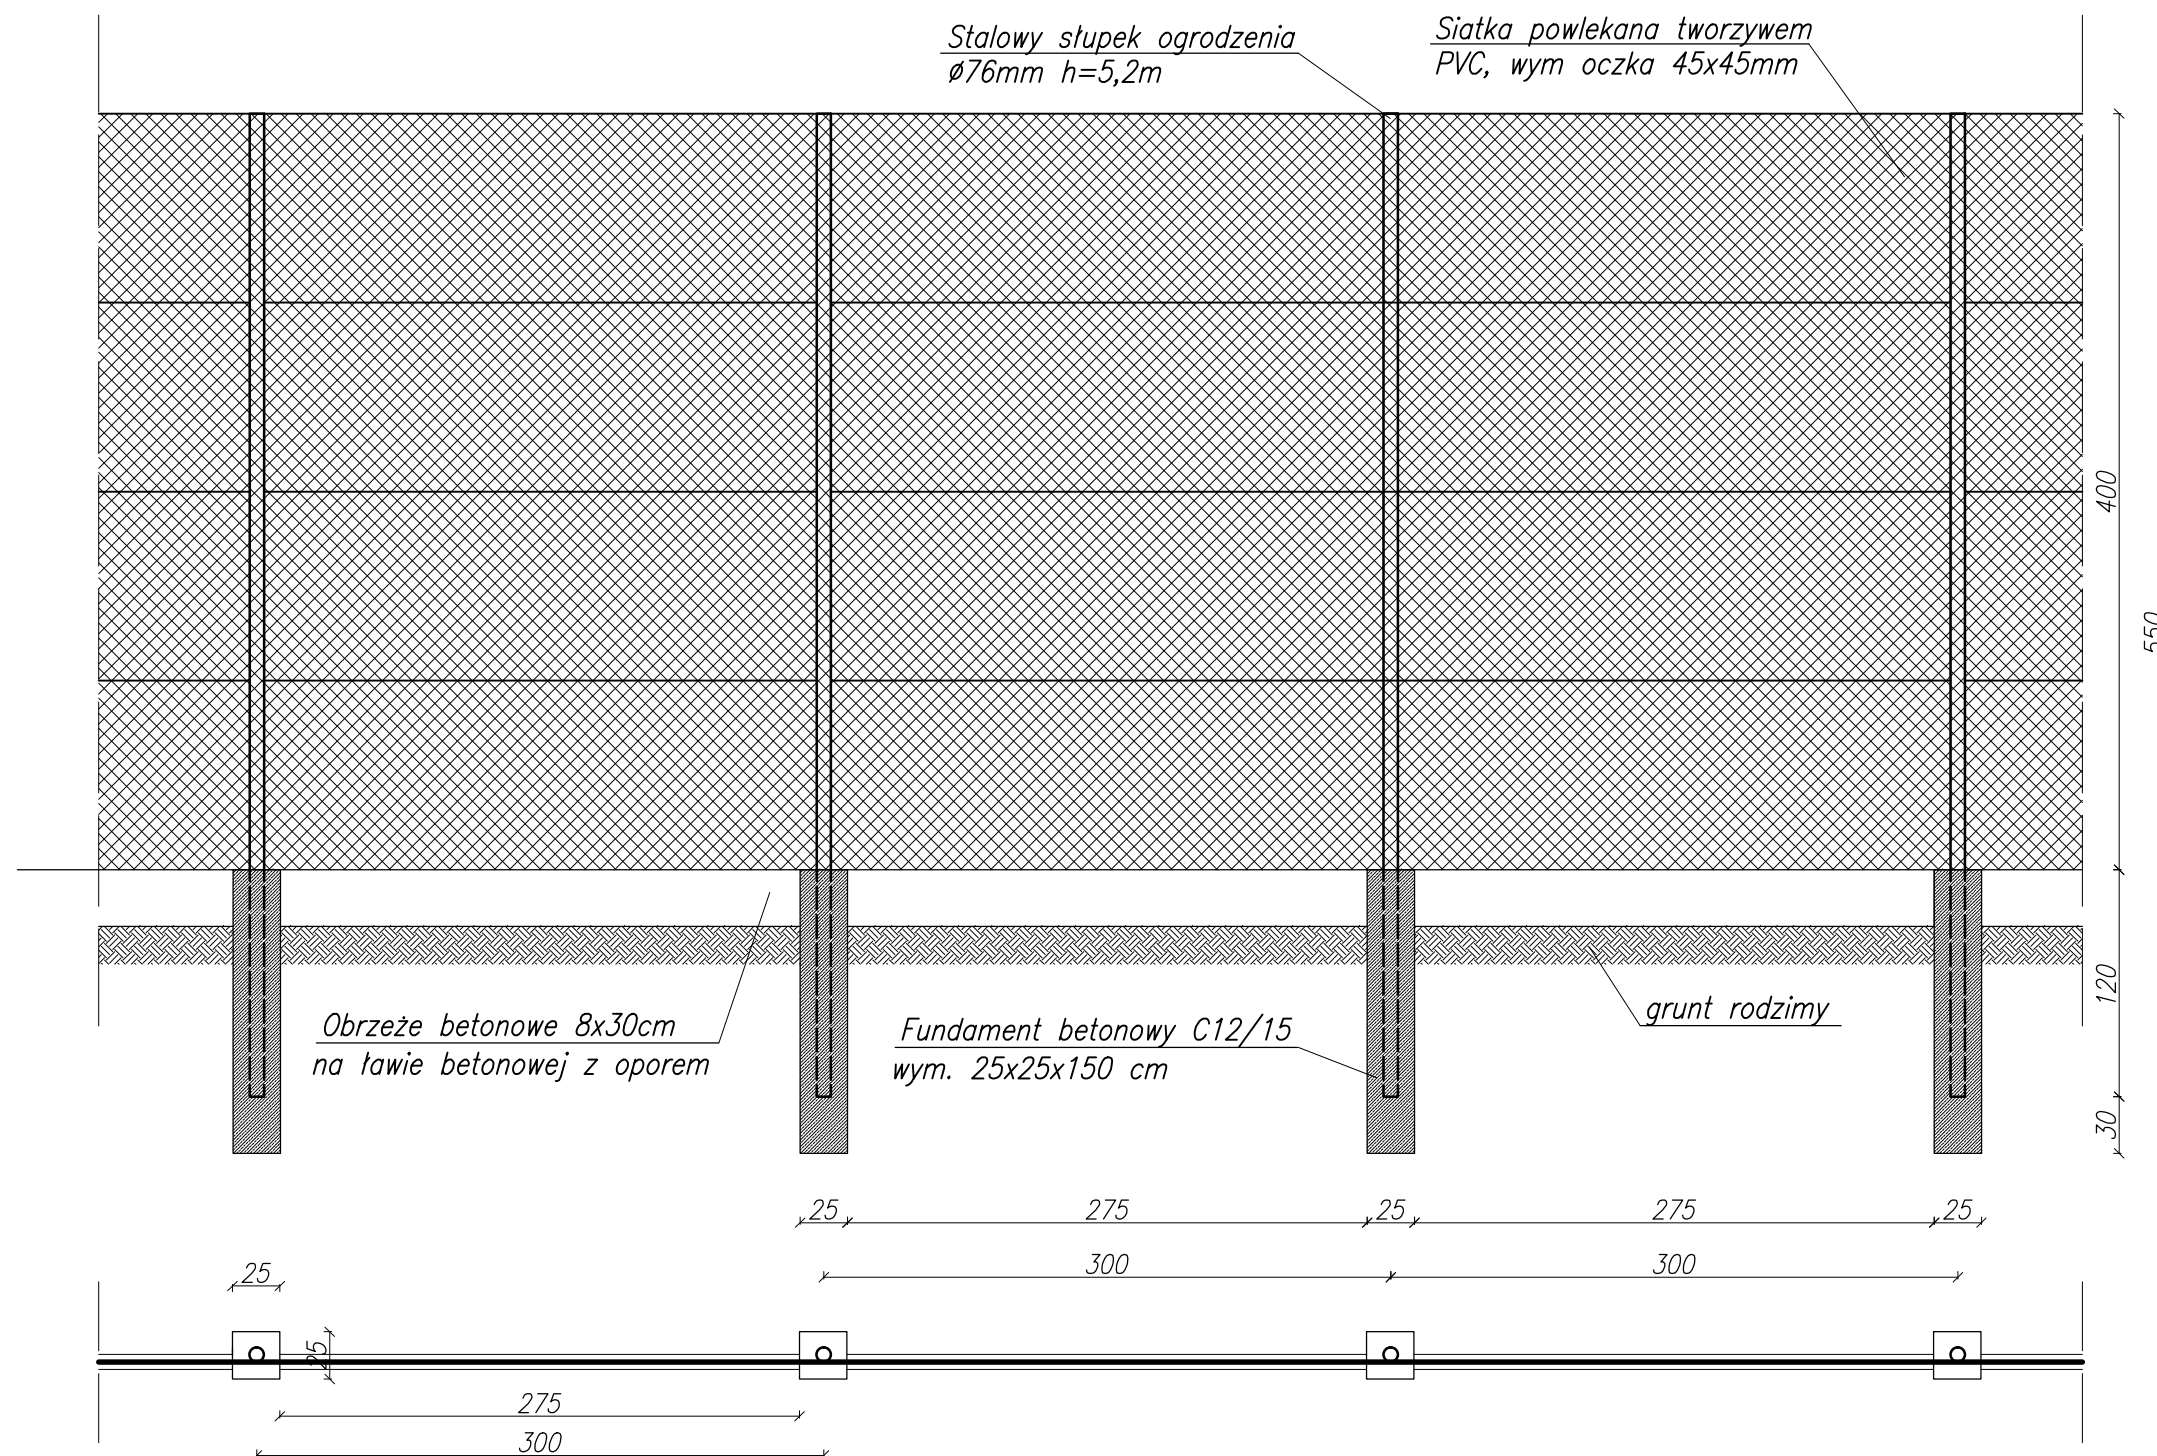 Stalowy słupek ogrodzenia
ø76mm h=5,2m
Siatka powlekana tworzywem
PVC, wym oczka 45x45mm
400
550
120
30
Obrzeże betonowe 8x30cm
na ławie betonowej z oporem
Fundament betonowy C12/15
wym. 25x25x150 cm
grunt rodzimy
25
275
25
275
25
300
300
25
25
275
300